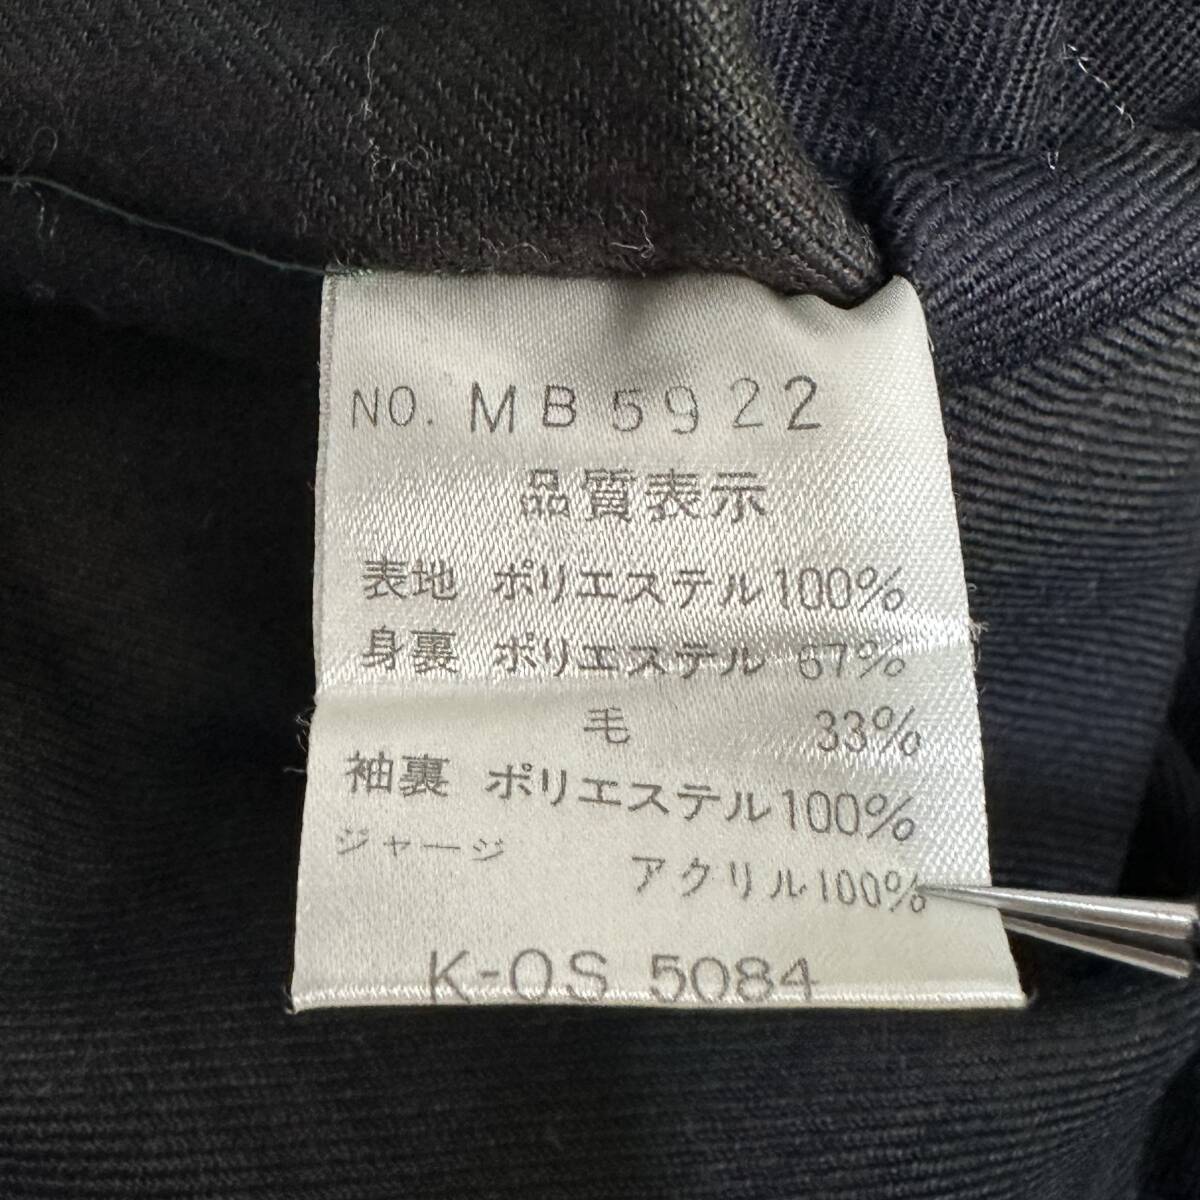 NO. MB5922
品質表示
表地 ポリエステル100%
身裏 ポリエステル 67%
毛 33%
袖裏 ポリエステル100%
ジャージ
アクリル100%
K-OS 5084